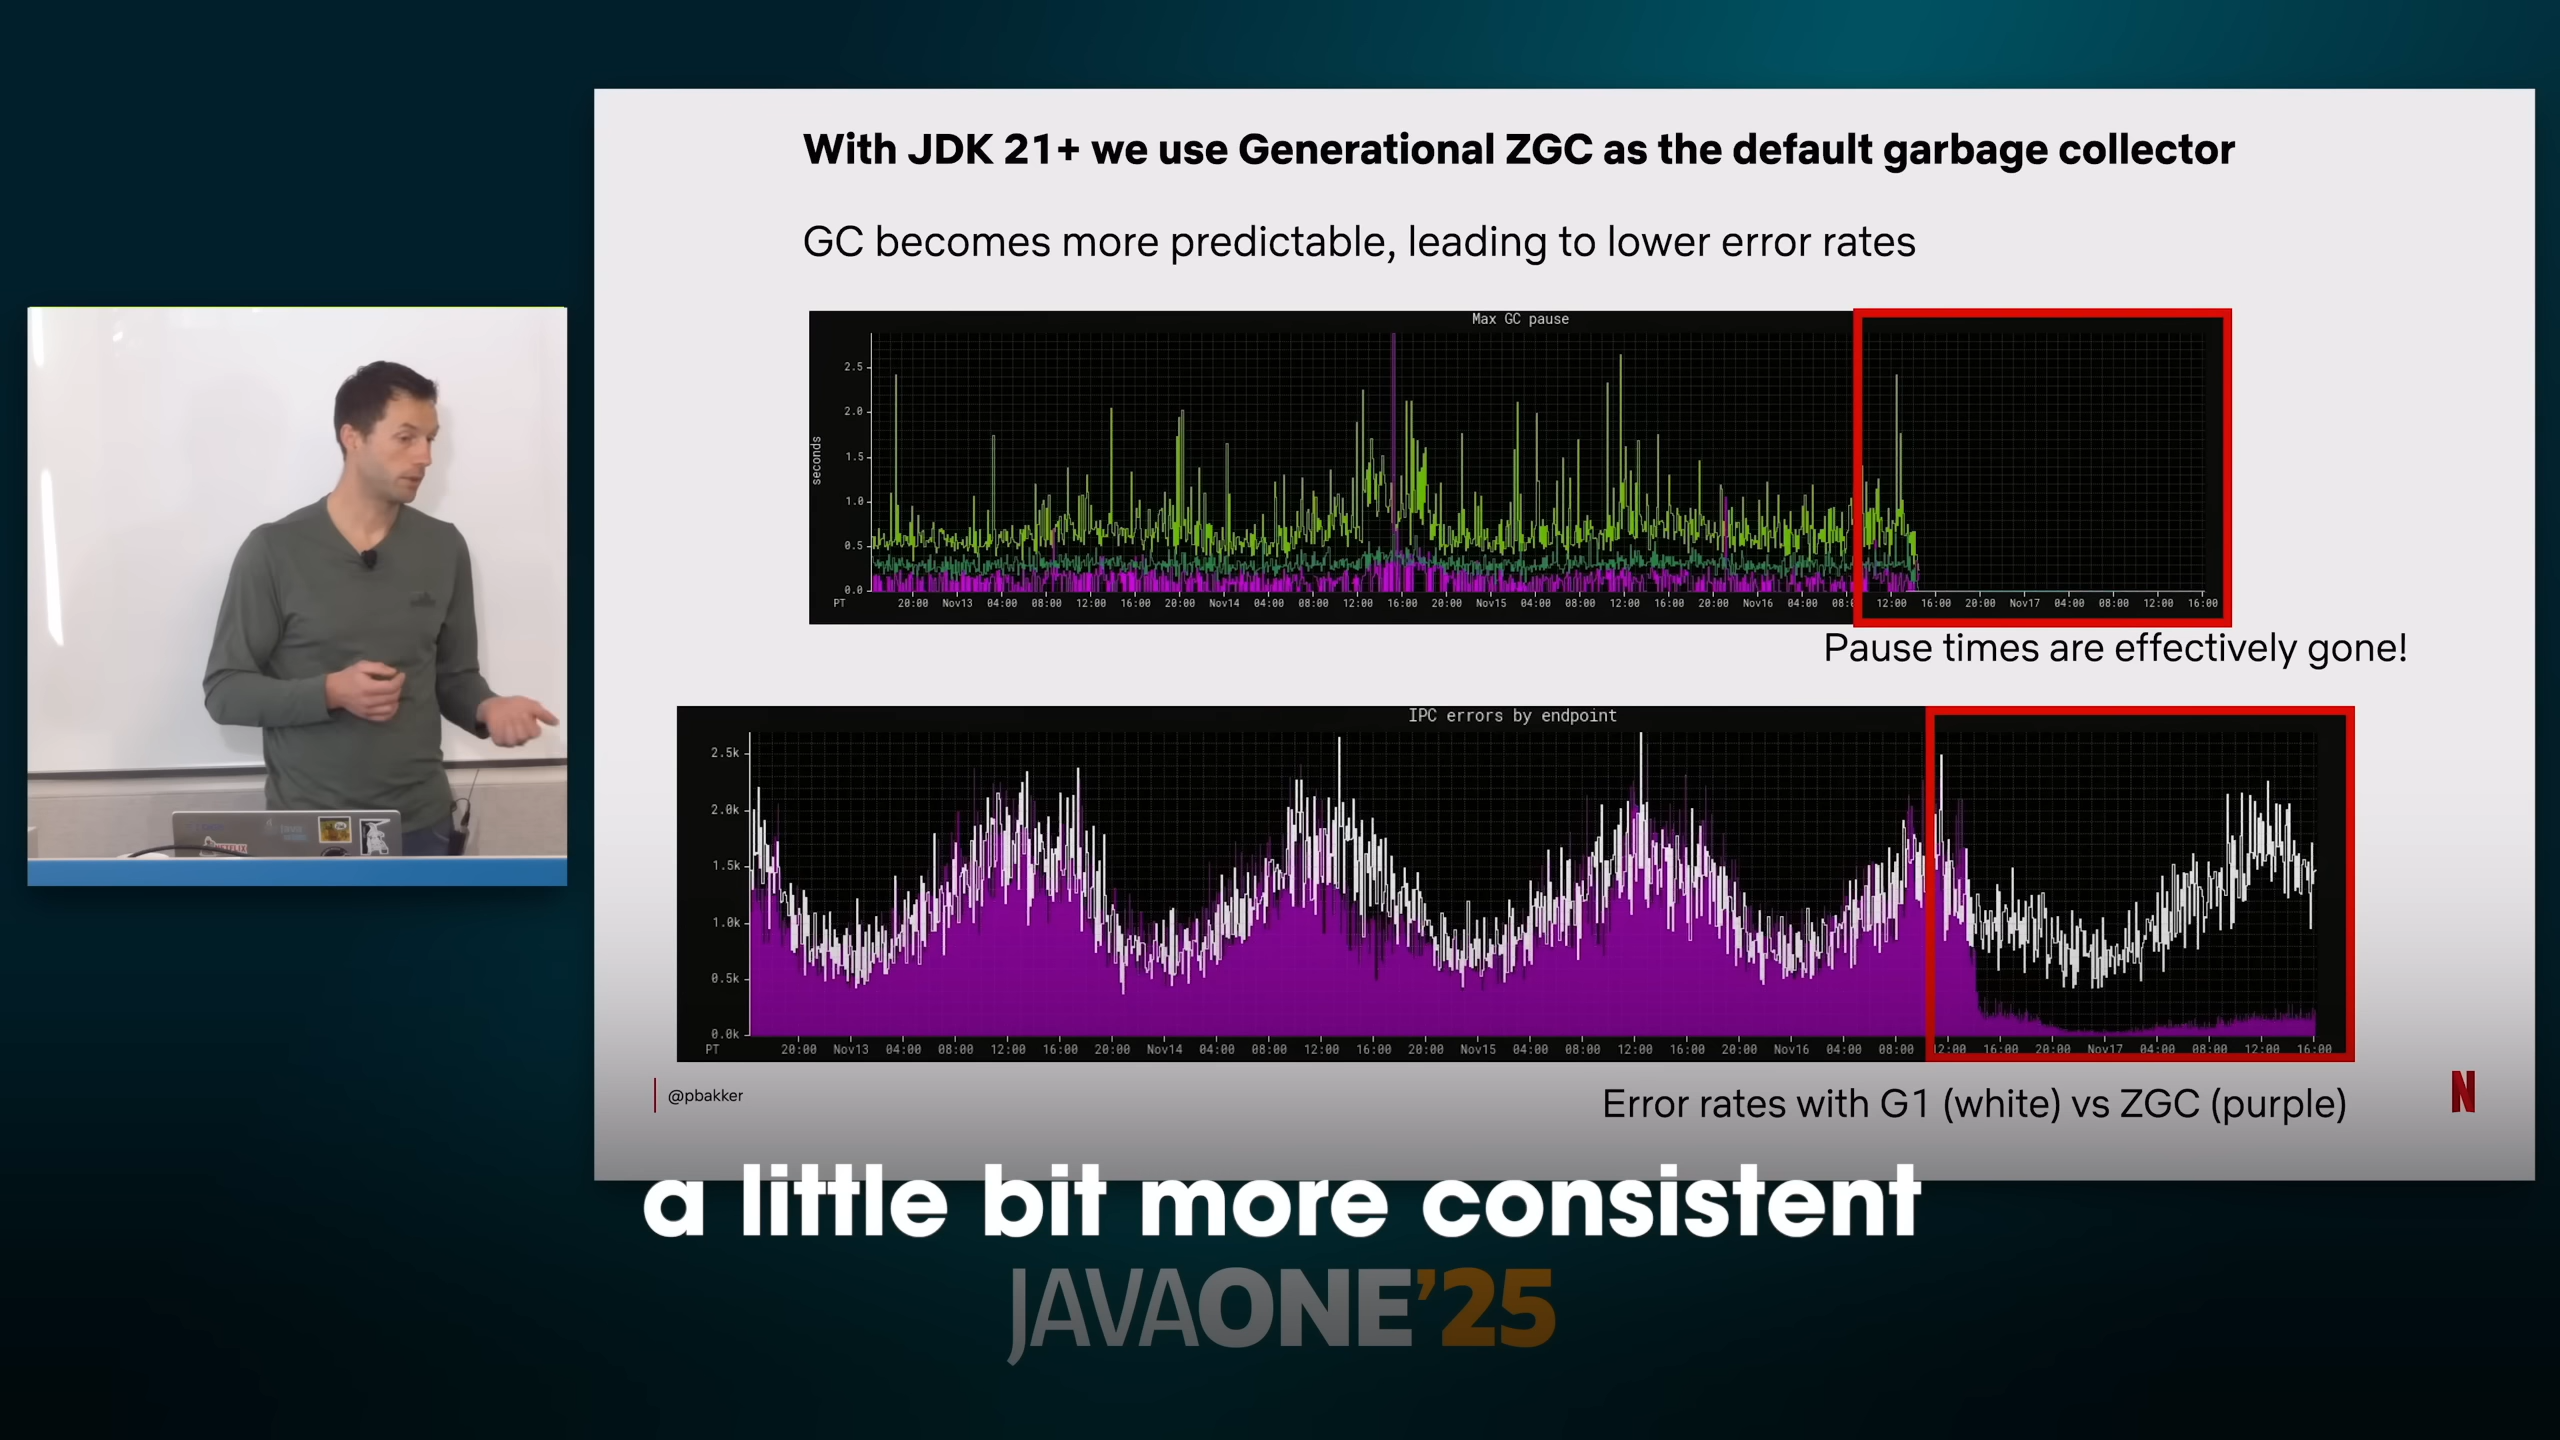 With JDK 21+ we use Generational ZGC as the default garbage collector
GC becomes more predictable, leading to lower error rates
Max GC pause
2.5
2.0
seconds
1.5
1.0
0.5
0.0
PT 20:00 Nov13 04:00 08:00 12:00 16:00 20:00 Nov14 04:00 08:00 12:00 16:00 20:00 Nov15 04:00 08:00 12:00 16:00 20:00 Nov16 04:00 08:0 12:00 16:00 20:00 Nov17 04:00 08:00 12:00 16:00
Pause times are effectively gone!
IPC errors by endpoint
2.5k
2.0k
1.5k
1.0k
0.5k
0.0k
PT 20:00 Nov13 04:00 08:00 12:00 16:00 20:00 Nov14 04:00 08:00 12:00 16:00 20:00 Nov15 04:00 08:00 12:00 16:00 20:00 Nov16 04:00 08:00 12:00 16:00 20:00 Nov17 04:00 08:00 12:00 16:00
@pbakker
Error rates with G1 (white) vs ZGC (purple)
N
NETFLIX
a little bit more consistent
JAVAONE'25